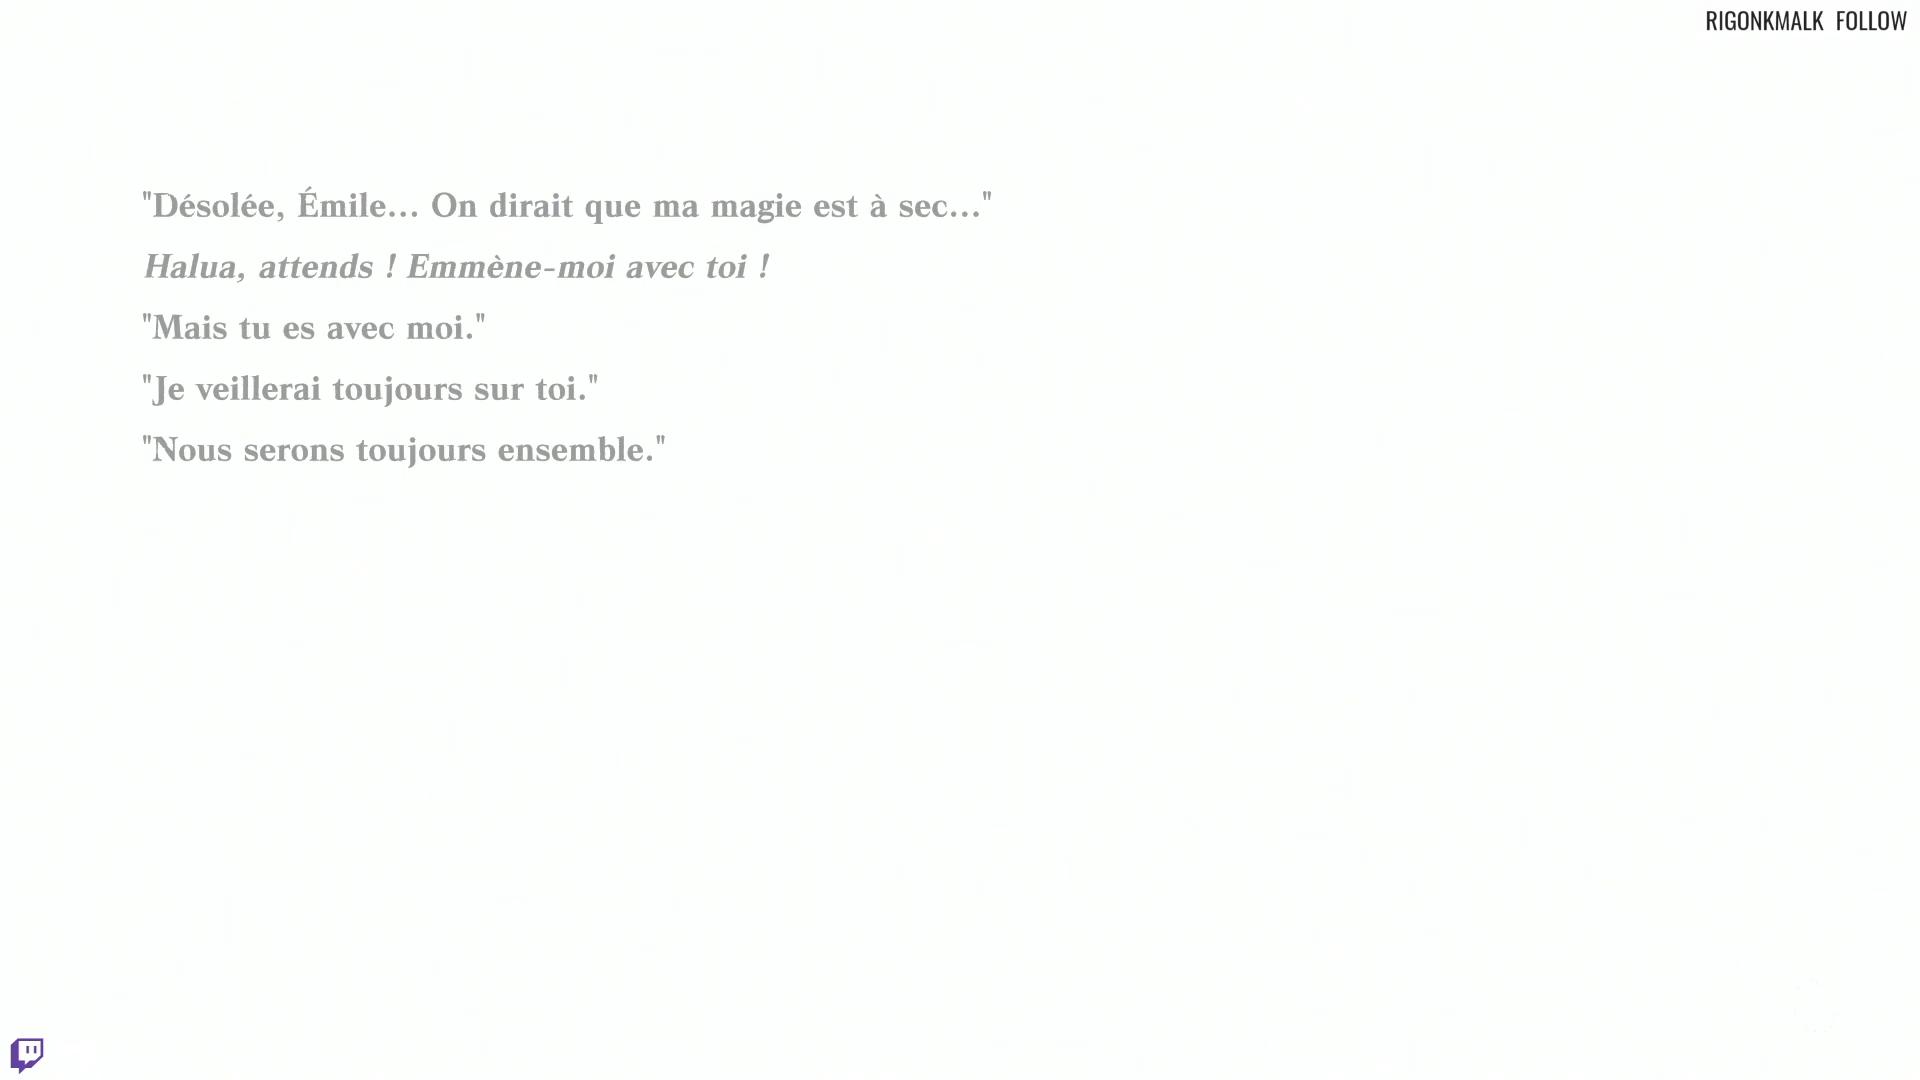 RIGONKMALK FOLLOW
"Désolée, Émile... On dirait que ma magie est à sec..."
Halua, attends ! Emmène-moi avec toi !
"Mais tu es avec moi."
"Je veillerai toujours sur toi."
"Nous serons toujours ensemble."